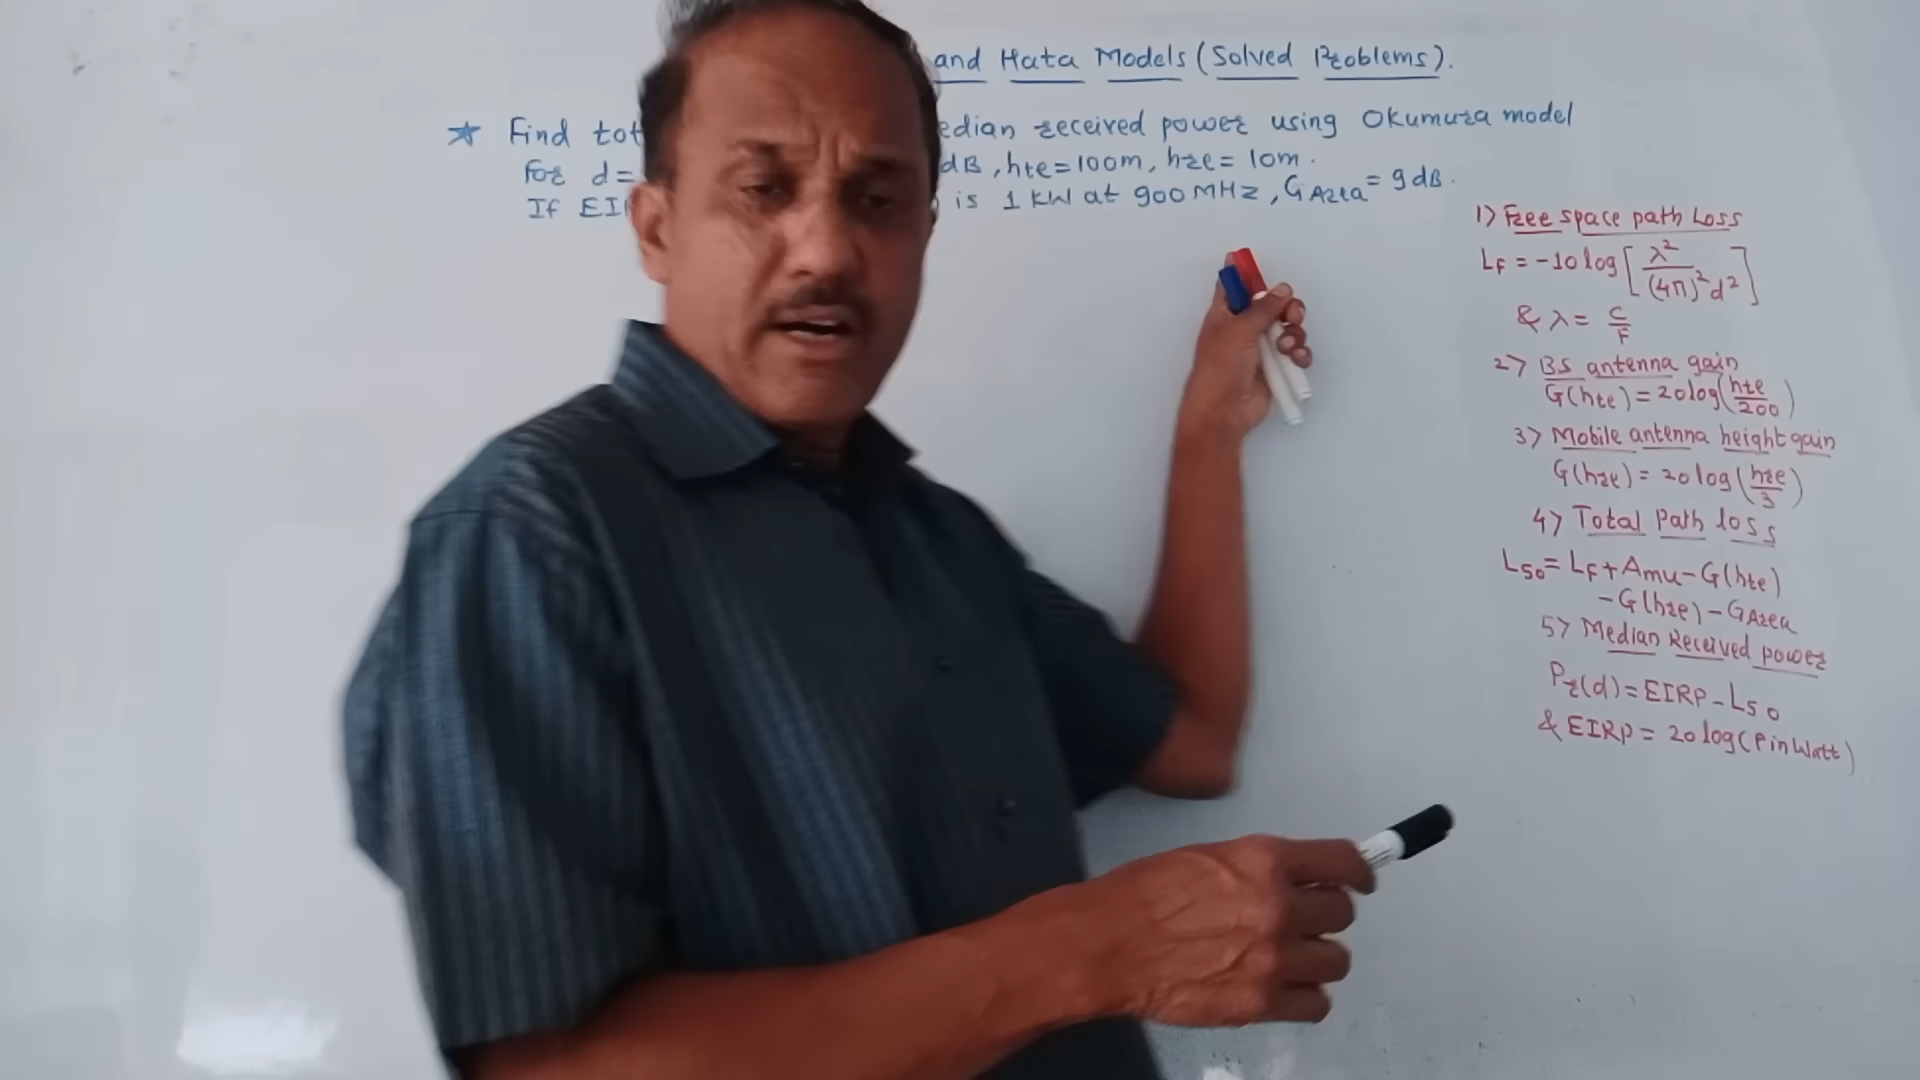 and Hata Models (Solved Problems).
★ Find tot edian received power using Okumura model
For d= dB, hte=100m, hre=10m.
If EI is 1 KW at 900 MHz, GArea=9dB.
1) Free space path Loss
LF = -10 log [λ² / (4π)² d²]
& λ = C/F
2) BS antenna gain
G(hte) = 20 log (hte/200)
3) Mobile antenna height gain
G(hre) = 20 log (hre/3)
4) Total Path loss
L50 = LF + Amu - G(hte)
- G(hre) - GArea
5) Median Received power
Pr(d) = EIRP - L50
& EIRP = 20 log (P in Watt)